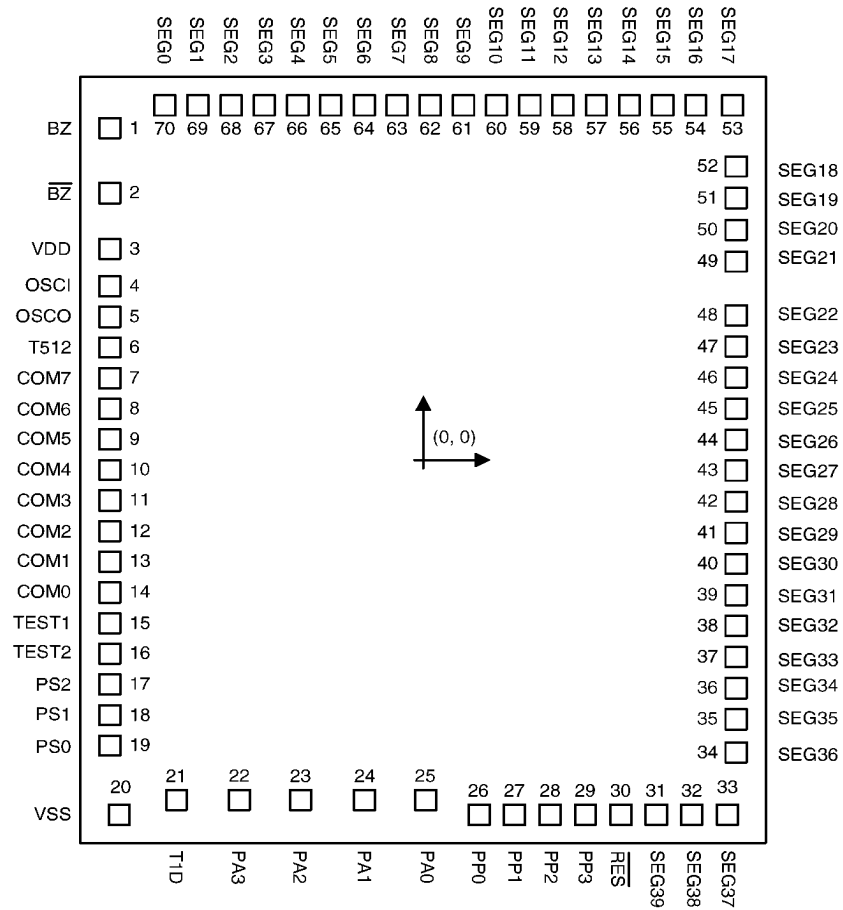 SEG0 SEG1 SEG2 SEG3 SEG4 SEG5 SEG6 SEG7 SEG8 SEG9 SEG10 SEG11 SEG12 SEG13 SEG14 SEG15 SEG16 SEG17
BZ 1 70 69 68 67 66 65 64 63 62 61 60 59 58 57 56 55 54 53
52 SEG18
B̅Z̅ 2 51 SEG19
50 SEG20
VDD 3 49 SEG21
OSCI 4
OSCO 5 48 SEG22
T512 6 47 SEG23
COM7 7 46 SEG24
COM6 8 45 SEG25
COM5 9 (0, 0) 44 SEG26
COM4 10 43 SEG27
COM3 11 42 SEG28
COM2 12 41 SEG29
COM1 13 40 SEG30
COM0 14 39 SEG31
TEST1 15 38 SEG32
TEST2 16 37 SEG33
PS2 17 36 SEG34
PS1 18 35 SEG35
PS0 19 34 SEG36
20 21 22 23 24 25 26 27 28 29 30 31 32 33
VSS
T1D PA3 PA2 PA1 PA0 PP0 PP1 PP2 PP3 R̅E̅S̅ SEG39 SEG38 SEG37